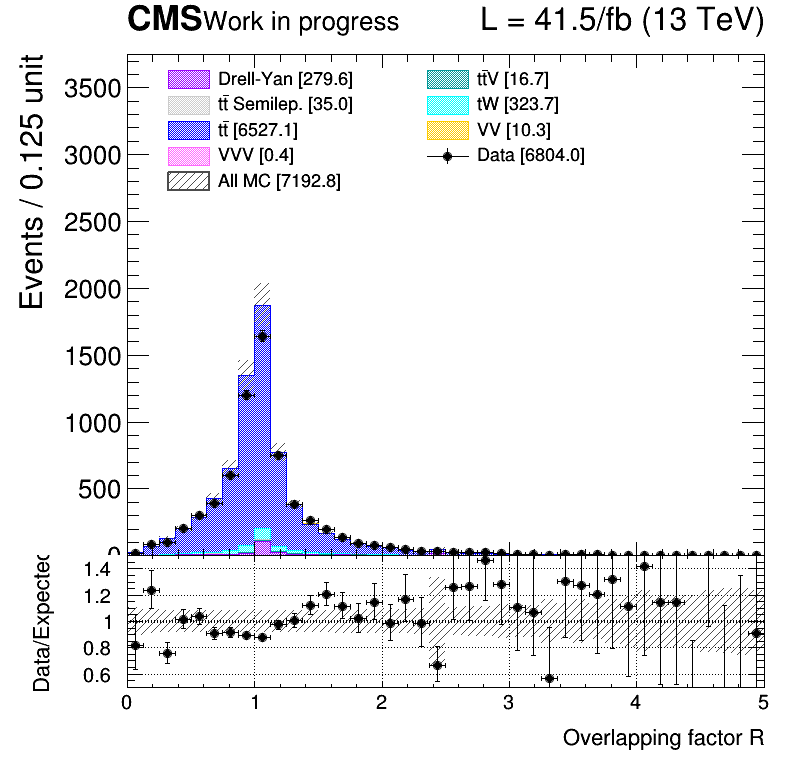 CMS Work in progress L = 41.5/fb (13 TeV)
Events / 0.125 unit
3500
3000
2500
2000
1500
1000
500
0
Drell-Yan [279.6]
tt̄ Semilep. [35.0]
tt̄ [6527.1]
VVV [0.4]
All MC [7192.8]
tt̄V [16.7]
tW [323.7]
VV [10.3]
Data [6804.0]
Data/Expected
1.4
1.2
1
0.8
0.6
0 1 2 3 4 5
Overlapping factor R